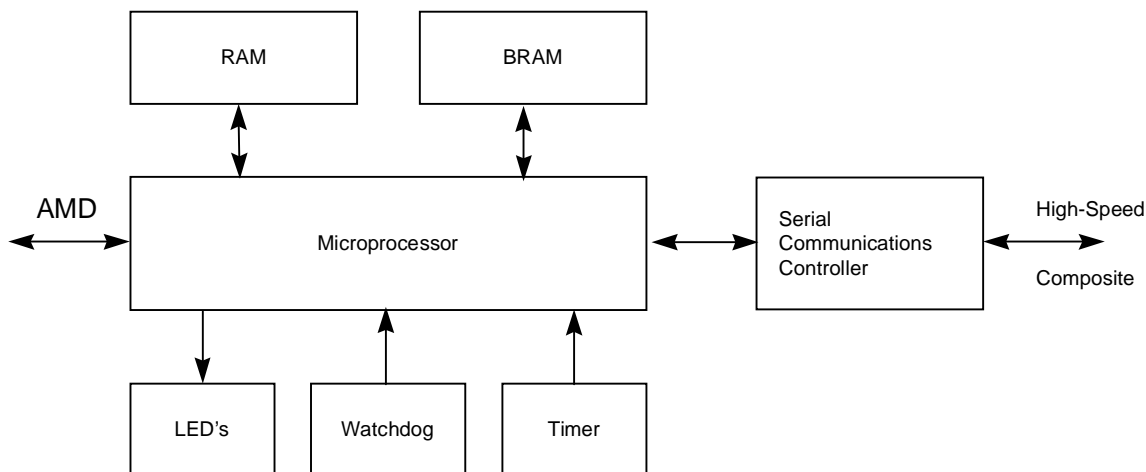 RAM
BRAM
AMD
Microprocessor
Serial
Communications
Controller
High-Speed
Composite
LED's
Watchdog
Timer